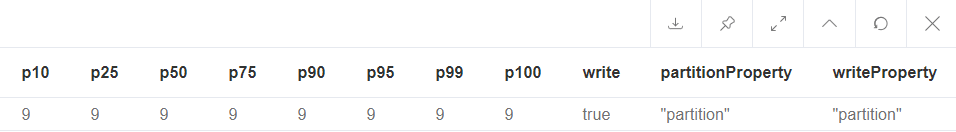 p10 p25 p50 p75 p90 p95 p99 p100 write partitionProperty writeProperty
9 9 9 9 9 9 9 9 true "partition" "partition"